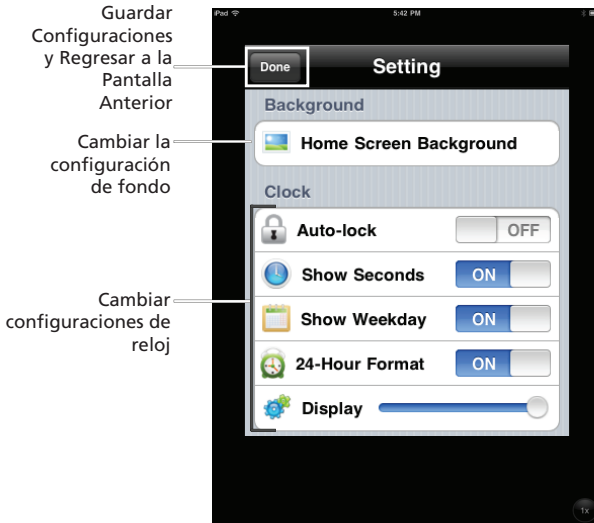 Guardar
Configuraciones
y Regresar a la
Pantalla
Anterior
Cambiar la
configuración
de fondo
Cambiar
configuraciones de
reloj
iPad
5:42 PM
Done
Setting
Background
Home Screen Background
Clock
Auto-lock
OFF
Show Seconds
ON
Show Weekday
ON
24-Hour Format
ON
Display
1x